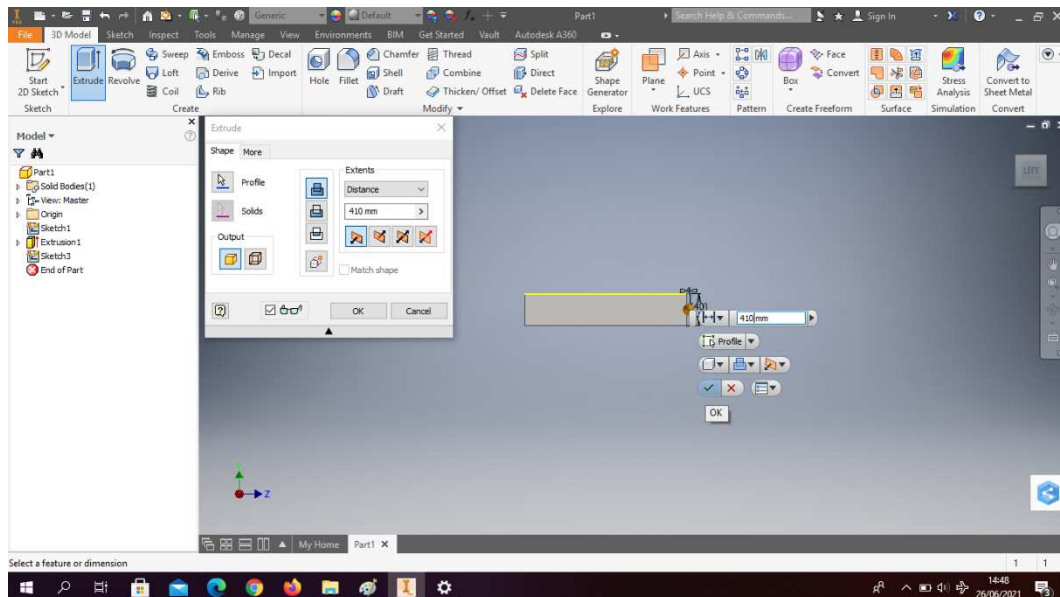 PRO
Generic
Default
Part1
Search Help & Commands...
Sign In
File 3D Model Sketch Inspect Tools Manage View Environments BIM Get Started Vault Autodesk A360
Start 2D Sketch
Extrude
Revolve
Sweep
Loft
Coil
Emboss
Derive
Rib
Decal
Import
Hole
Fillet
Chamfer
Shell
Draft
Thread
Combine
Thicken/ Offset
Split
Direct
Delete Face
Shape Generator
Plane
Axis
Point
UCS
Box
Face
Convert
Stress Analysis
Convert to Sheet Metal
Sketch Create Modify Explore Work Features Pattern Create Freeform Surface Simulation Convert
Model
Part1
Solid Bodies(1)
View: Master
Origin
Sketch1
Extrusion1
Sketch3
End of Part
Extrude
Shape More
Profile
Solids
Output
Extents
Distance
410 mm
Match shape
OK Cancel
LEFT
410 mm
Profile
OK
Y
Z
My Home Part1
Select a feature or dimension
1 1
14:48
26/06/2021